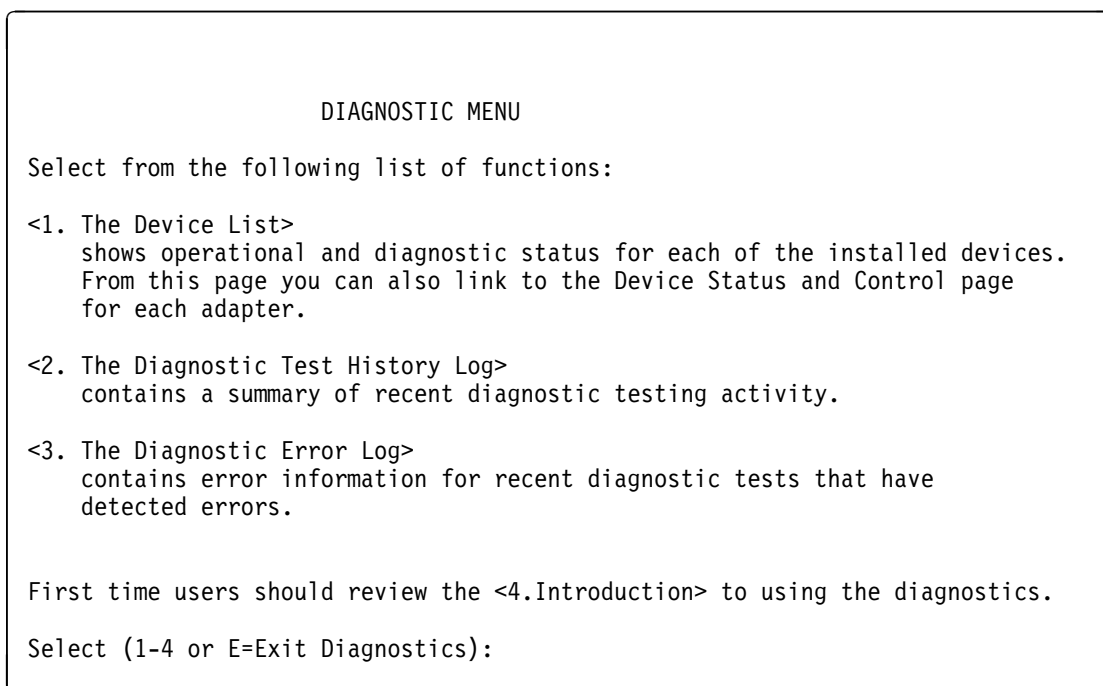 DIAGNOSTIC MENU
Select from the following list of functions:
<1. The Device List>
shows operational and diagnostic status for each of the installed devices.
From this page you can also link to the Device Status and Control page
for each adapter.
<2. The Diagnostic Test History Log>
contains a summary of recent diagnostic testing activity.
<3. The Diagnostic Error Log>
contains error information for recent diagnostic tests that have
detected errors.
First time users should review the <4.Introduction> to using the diagnostics.
Select (1-4 or E=Exit Diagnostics):